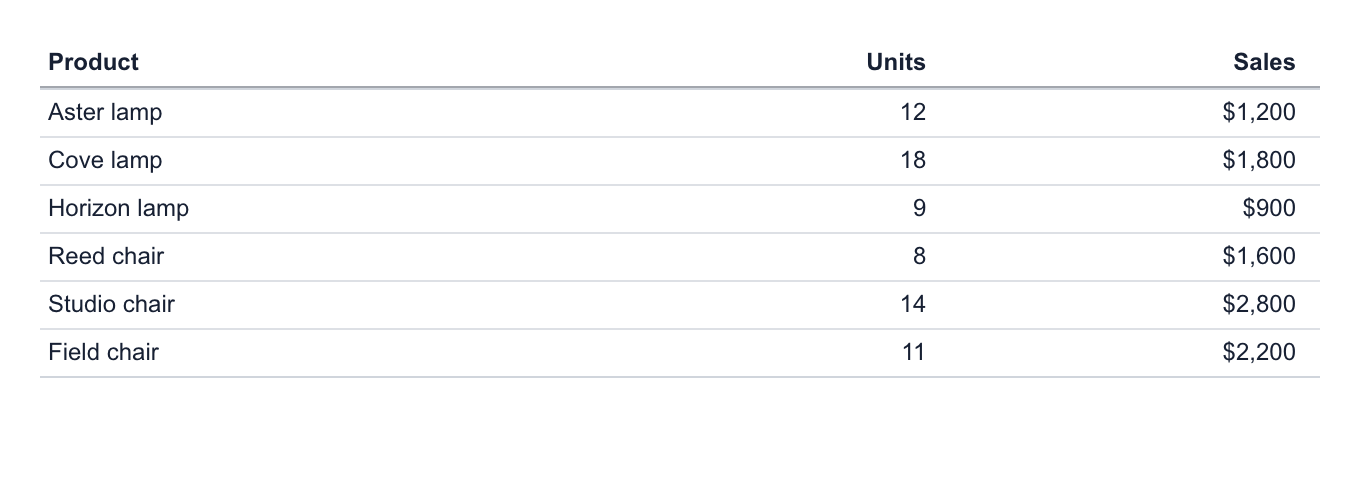 Product Units Sales
Aster lamp 12 $1,200
Cove lamp 18 $1,800
Horizon lamp 9 $900
Reed chair 8 $1,600
Studio chair 14 $2,800
Field chair 11 $2,200